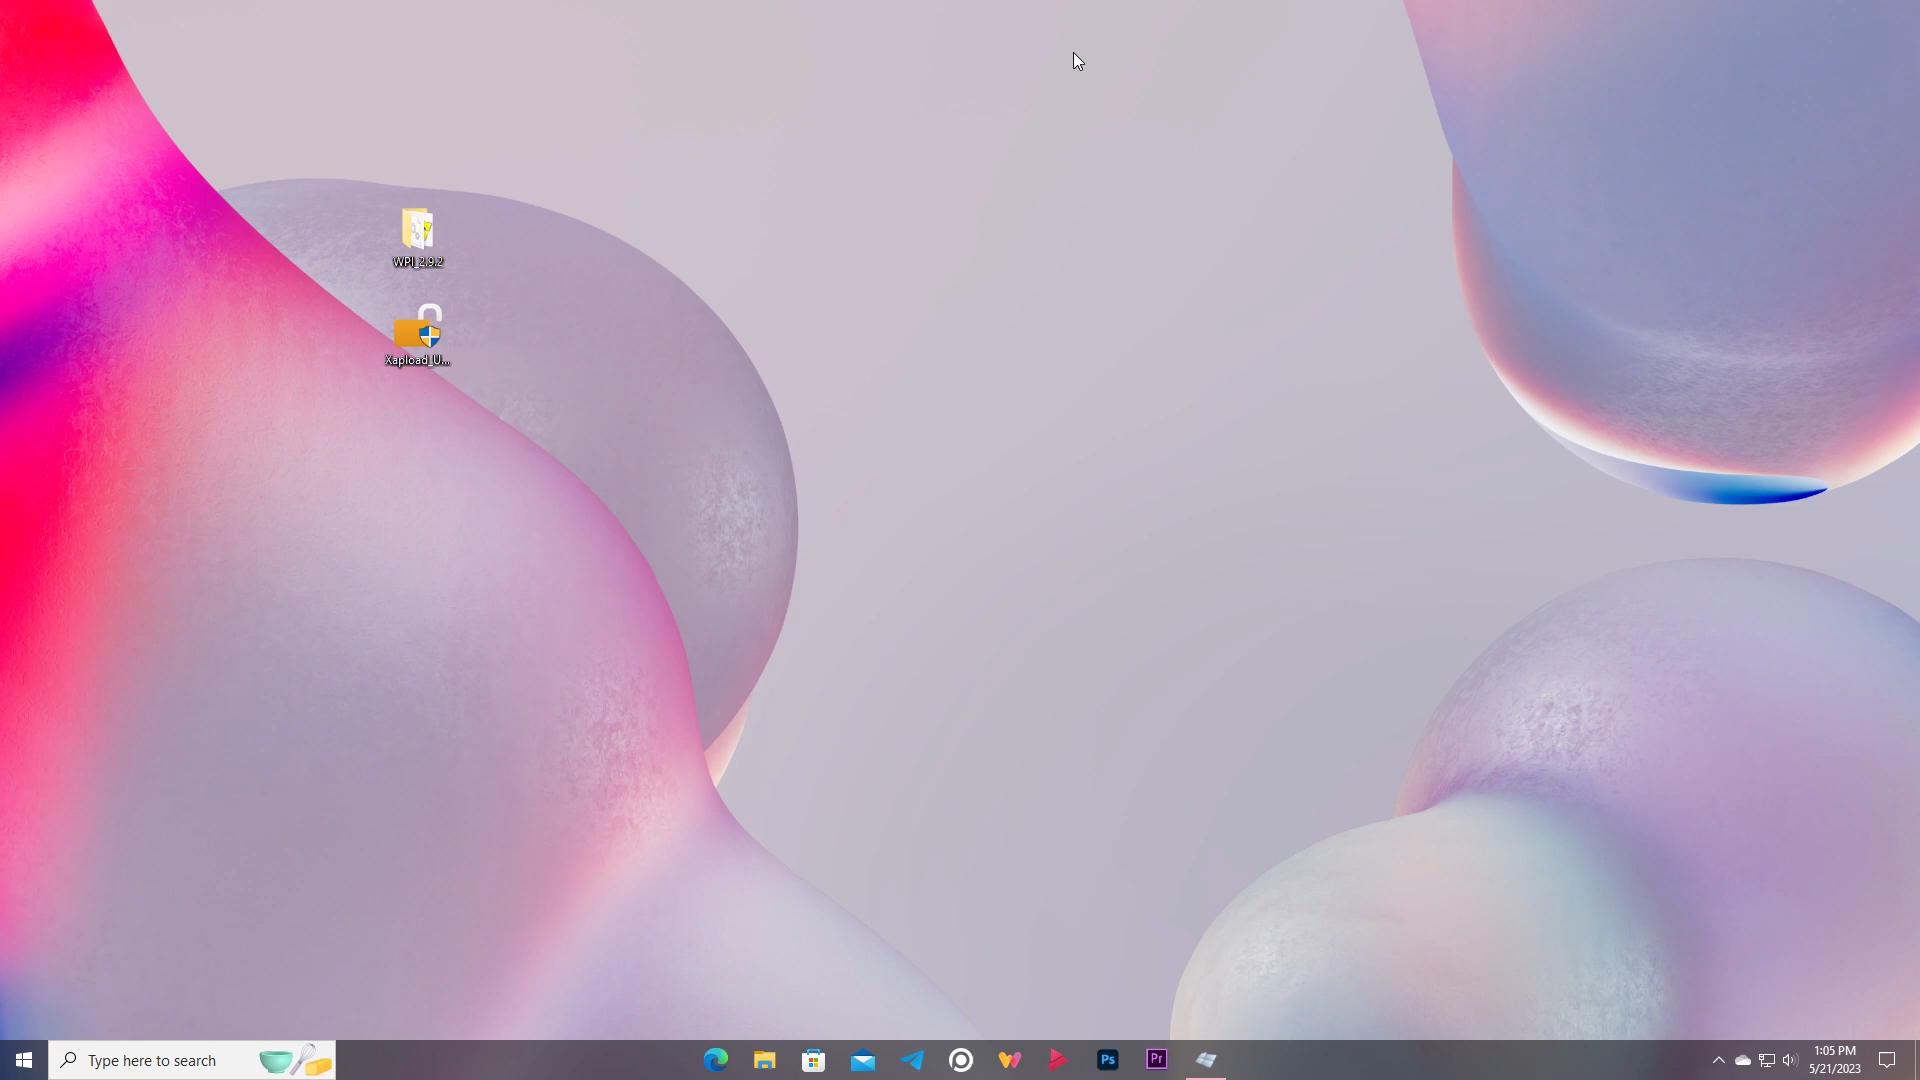 WPI_2.9.2
Xapload_U...
Type here to search
Ps
Pr
1:05 PM
5/21/2023